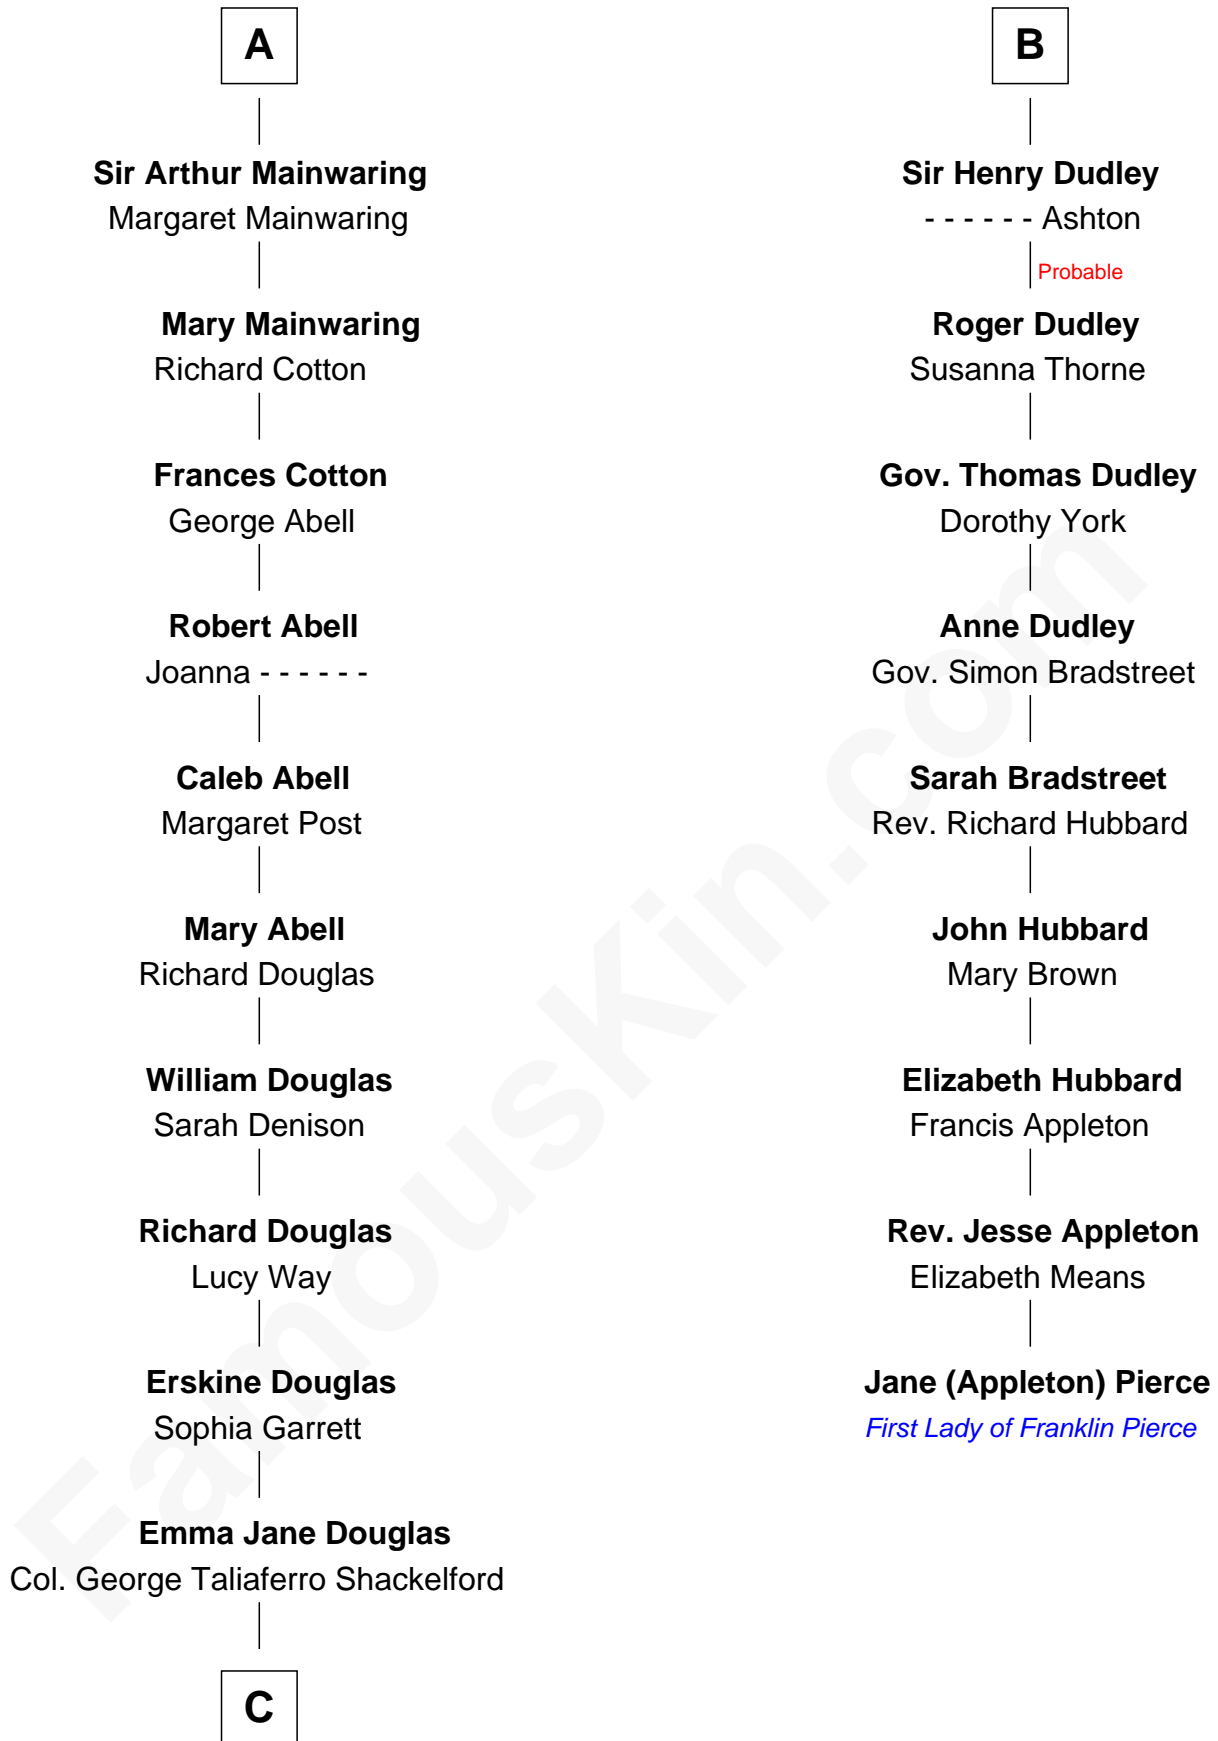 A
Sir Arthur Mainwaring
Margaret Mainwaring
Mary Mainwaring
Richard Cotton
Frances Cotton
George Abell
Robert Abell
Joanna - - - - - -
Caleb Abell
Margaret Post
Mary Abell
Richard Douglas
William Douglas
Sarah Denison
Richard Douglas
Lucy Way
Erskine Douglas
Sophia Garrett
Emma Jane Douglas
Col. George Taliaferro Shackelford
C
B
Sir Henry Dudley
- - - - - - Ashton
Probable
Roger Dudley
Susanna Thorne
Gov. Thomas Dudley
Dorothy York
Anne Dudley
Gov. Simon Bradstreet
Sarah Bradstreet
Rev. Richard Hubbard
John Hubbard
Mary Brown
Elizabeth Hubbard
Francis Appleton
Rev. Jesse Appleton
Elizabeth Means
Jane (Appleton) Pierce
First Lady of Franklin Pierce
FamousKin.com